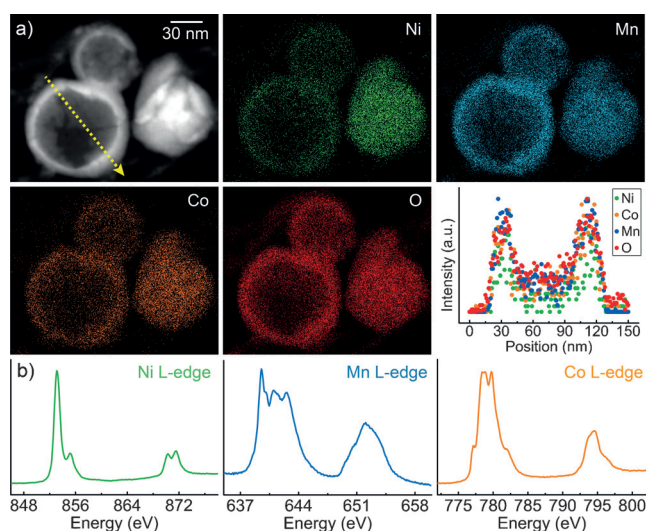 a)
30 nm
Ni
Mn
Co
O
Ni
Co
Mn
O
Intensity (a.u.)
0 30 60 90 120 150
Position (nm)
b)
Ni L-edge
Mn L-edge
Co L-edge
848 856 864 872
637 644 651 658
775 780 785 790 795 800
Energy (eV)
Energy (eV)
Energy (eV)